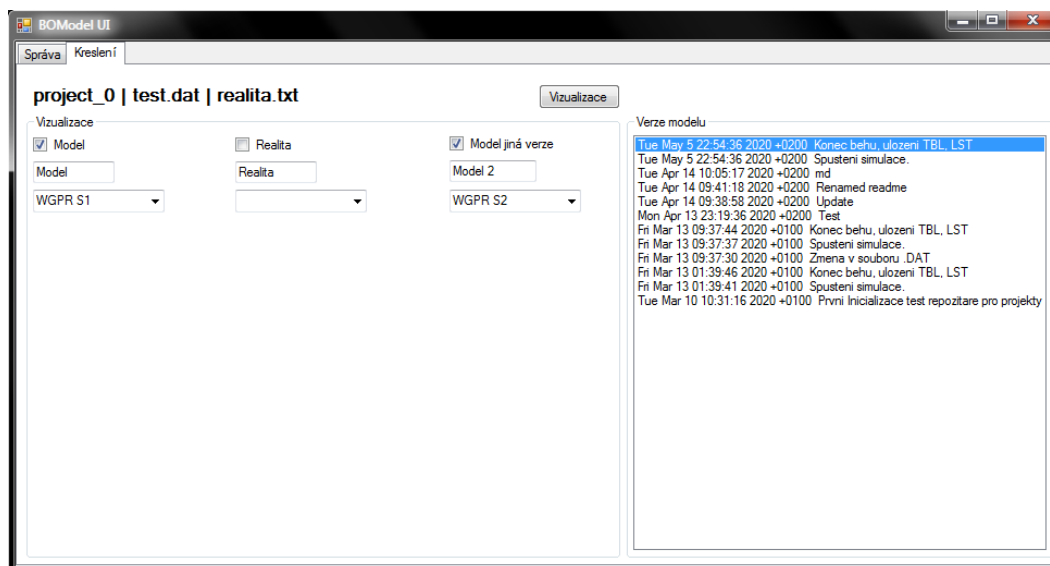 BOModel UI
Správa Kreslení
project_0 | test.dat | realita.txt
Vizualizace
Vizualizace
Model
Realita
Model jiná verze
Model
Realita
Model 2
WGPR S1
WGPR S2
Verze modelu
Tue May 5 22:54:36 2020 +0200 Konec behu, ulozeni TBL, LST
Tue May 5 22:54:36 2020 +0200 Spusteni simulace.
Tue Apr 14 10:05:17 2020 +0200 md
Tue Apr 14 09:41:18 2020 +0200 Renamed readme
Tue Apr 14 09:38:58 2020 +0200 Update
Mon Apr 13 23:19:36 2020 +0200 Test
Fri Mar 13 09:37:44 2020 +0100 Konec behu, ulozeni TBL, LST
Fri Mar 13 09:37:37 2020 +0100 Spusteni simulace.
Fri Mar 13 09:37:30 2020 +0100 Zmena v souboru .DAT
Fri Mar 13 01:39:46 2020 +0100 Konec behu, ulozeni TBL, LST
Fri Mar 13 01:39:41 2020 +0100 Spusteni simulace.
Tue Mar 10 10:31:16 2020 +0100 Prvni Inicializace test repozitare pro projekty